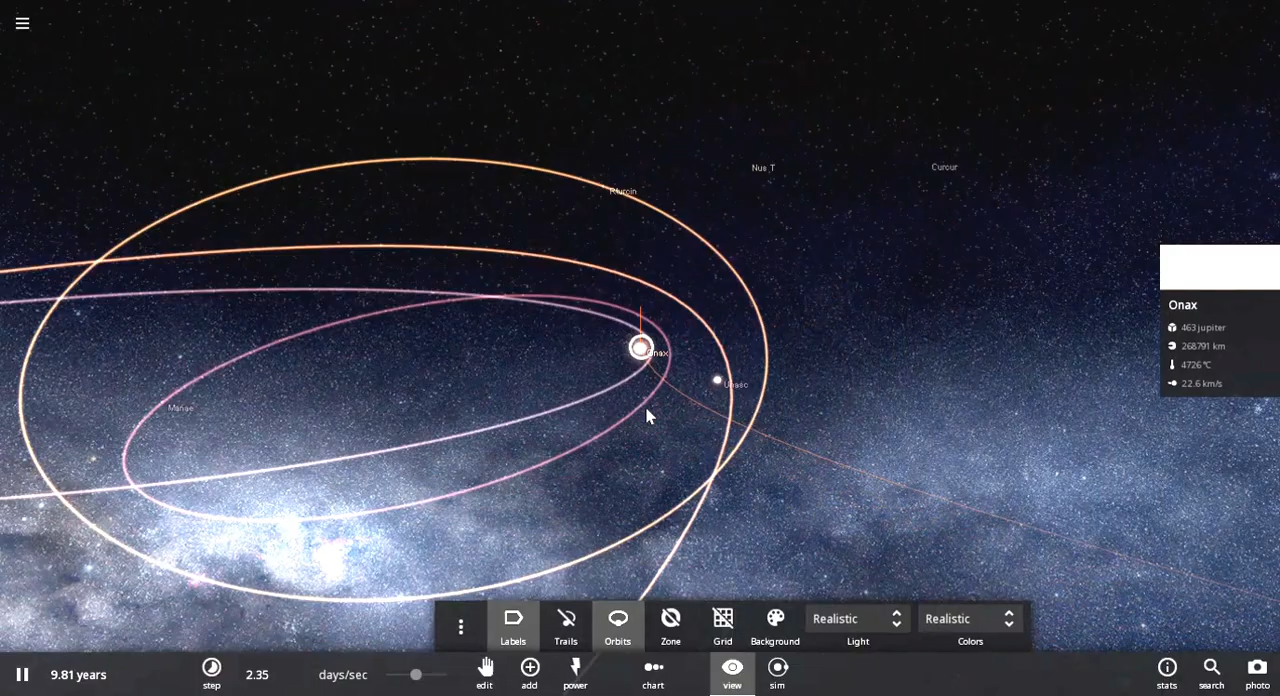 Nus T
Curcur
Onax
Unasc
Manae
Onax
463 jupiter
268791 km
4726 °C
22.6 km/s
Labels
Trails
Orbits
Zone
Grid
Background
Realistic
Light
Realistic
Colors
9.81 years
step
2.35
days/sec
edit
add
power
chart
view
sim
stats
search
photo